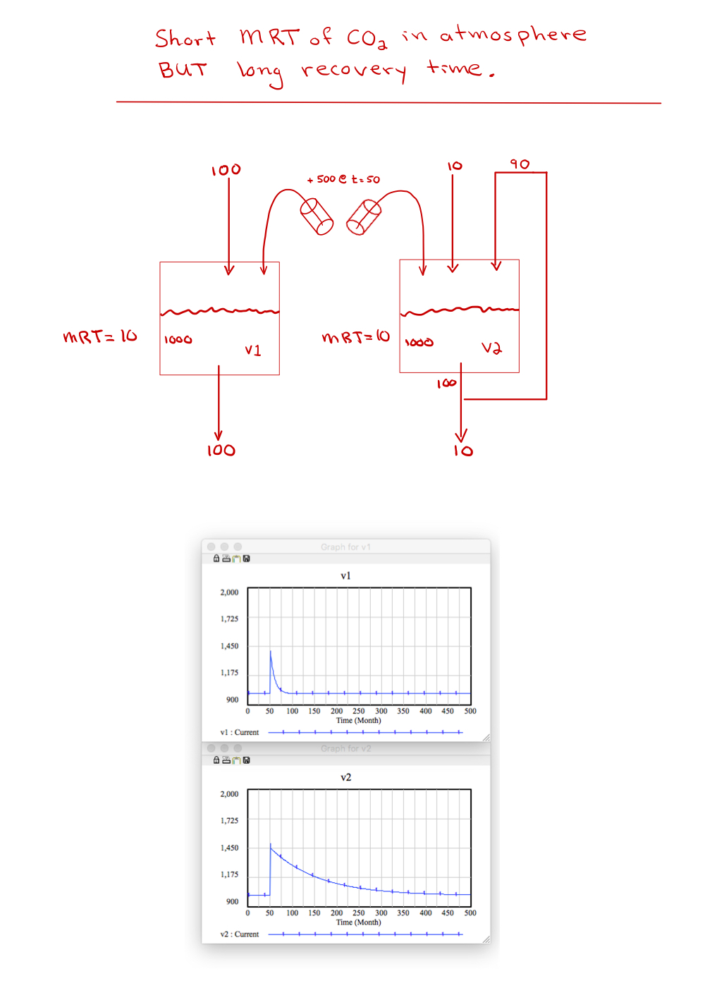 Short MRT of CO2 in atmosphere
BUT long recovery time.
100
+ 500 @ t = 50
10
90
MRT = 10
1000
V1
MRT = 10
1000
V2
100
100
10
Graph for v1
v1
2,000
1,725
1,450
1,175
900
0 50 100 150 200 250 300 350 400 450 500
Time (Month)
v1 : Current
Graph for v2
v2
2,000
1,725
1,450
1,175
900
0 50 100 150 200 250 300 350 400 450 500
Time (Month)
v2 : Current